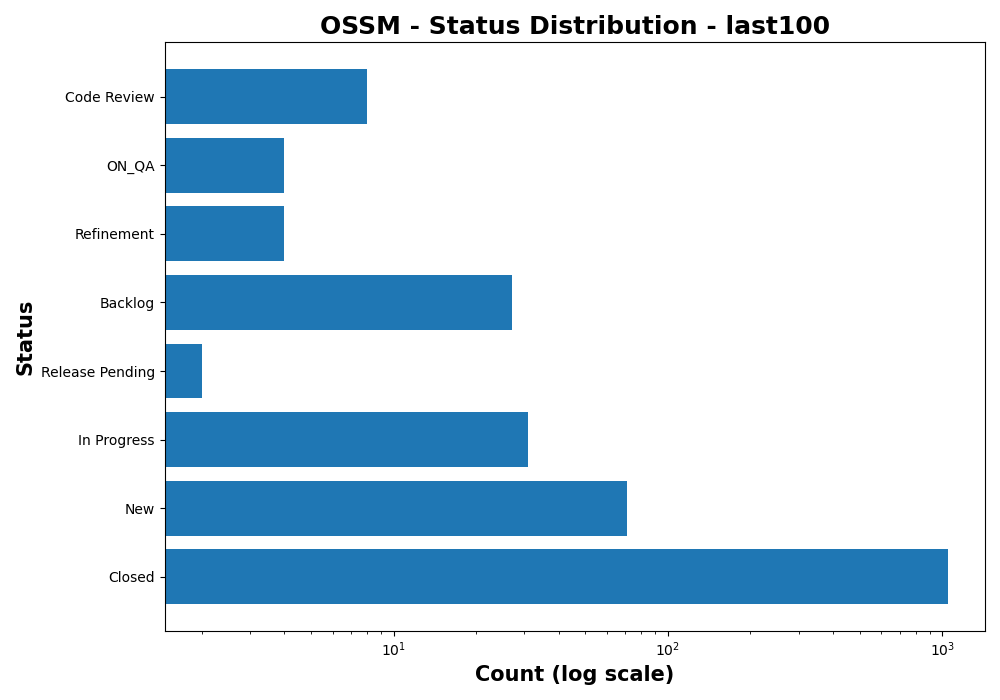 OSSM - Status Distribution - last100
Code Review
ON_QA
Refinement
Backlog
Release Pending
In Progress
New
Closed
Status
10¹
10²
10³
Count (log scale)